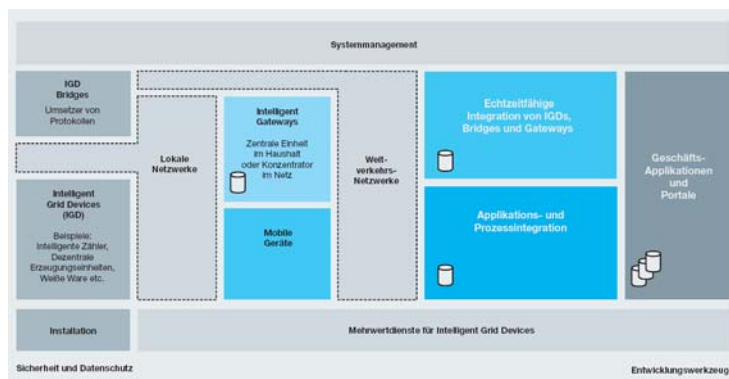 Systemmanagement
IGD
Bridges
Umsetzer von
Protokollen
Intelligent
Grid Devices
(IGD)
Beispiele:
Intelligente Zähler,
Dezentrale
Erzeugungseinheiten,
Weiße Ware etc.
Lokale
Netzwerke
Intelligent
Gateways
Zentrale Einheit
im Haushalt
oder Konzentrator
im Netz
Mobile
Geräte
Weit-
verkehrs-
Netzwerke
Echtzeitfähige
Integration von IGDs,
Bridges und Gateways
Applikations- und
Prozessintegration
Geschäfts-
Applikationen
und
Portale
Installation
Mehrwertdienste für Intelligent Grid Devices
Sicherheit und Datenschutz
Entwicklungswerkzeug